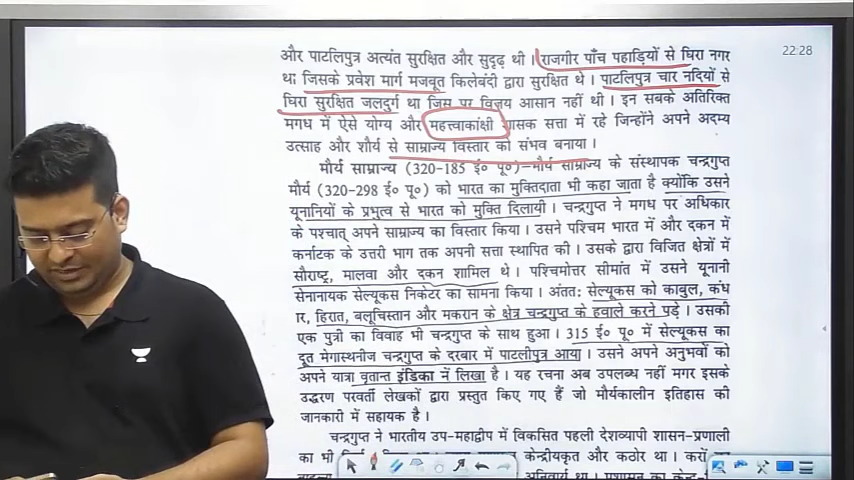 और पाटलिपुत्र अत्यंत सुरक्षित और सुदृढ़ थी। राजगीर पाँच पहाड़ियों से घिरा नगर
22:28
था जिसके प्रवेश मार्ग मजबूत किलेबंदी द्वारा सुरक्षित थे। पाटलिपुत्र चार नदियों से
घिरा सुरक्षित जलदुर्ग था जिस पर विजय आसान नहीं थी। इन सबके अतिरिक्त
मगध में ऐसे योग्य और महत्त्वाकांक्षी शासक सत्ता में रहे जिन्होंने अपने अदम्य
उत्साह और शौर्य से साम्राज्य विस्तार को संभव बनाया।
मौर्य साम्राज्य (320-185 ई० पू०)-मौर्य साम्राज्य के संस्थापक चन्द्रगुप्त
मौर्य (320-298 ई० पू०) को भारत का मुक्तिदाता भी कहा जाता है क्योंकि उसने
यूनानियों के प्रभुत्व से भारत को मुक्ति दिलायी। चन्द्रगुप्त ने मगध पर अधिकार
के पश्चात् अपने साम्राज्य का विस्तार किया। उसने पश्चिम भारत में और दकन में
कर्नाटक के उत्तरी भाग तक अपनी सत्ता स्थापित की। उसके द्वारा विजित क्षेत्रों में
सौराष्ट्र, मालवा और दकन शामिल थे। पश्चिमोत्तर सीमांत में उसने यूनानी
सेनानायक सेल्यूकस निकेटर का सामना किया। अंततः सेल्यूकस को काबुल, कंध
ार, हिरात, बलूचिस्तान और मकरान के क्षेत्र चन्द्रगुप्त के हवाले करने पड़े। उसकी
एक पुत्री का विवाह भी चन्द्रगुप्त के साथ हुआ। 315 ई० पू० में सेल्यूकस का
दूत मेगास्थनीज चन्द्रगुप्त के दरबार में पाटलीपुत्र आया। उसने अपने अनुभवों को
अपने यात्रा वृतान्त इंडिका नें लिखा है। यह रचना अब उपलब्ध नहीं मगर इसके
उद्धरण परवर्ती लेखकों द्वारा प्रस्तुत किए गए हैं जो मौर्यकालीन इतिहास की
जानकारी में सहायक है।
चन्द्रगुप्त ने भारतीय उप-महाद्वीप में विकसित पहली देशव्यापी शासन-प्रणाली
का भी केन्द्रीयकृत और कठोर था। करों
अनिवार्य था। प्रशासन का